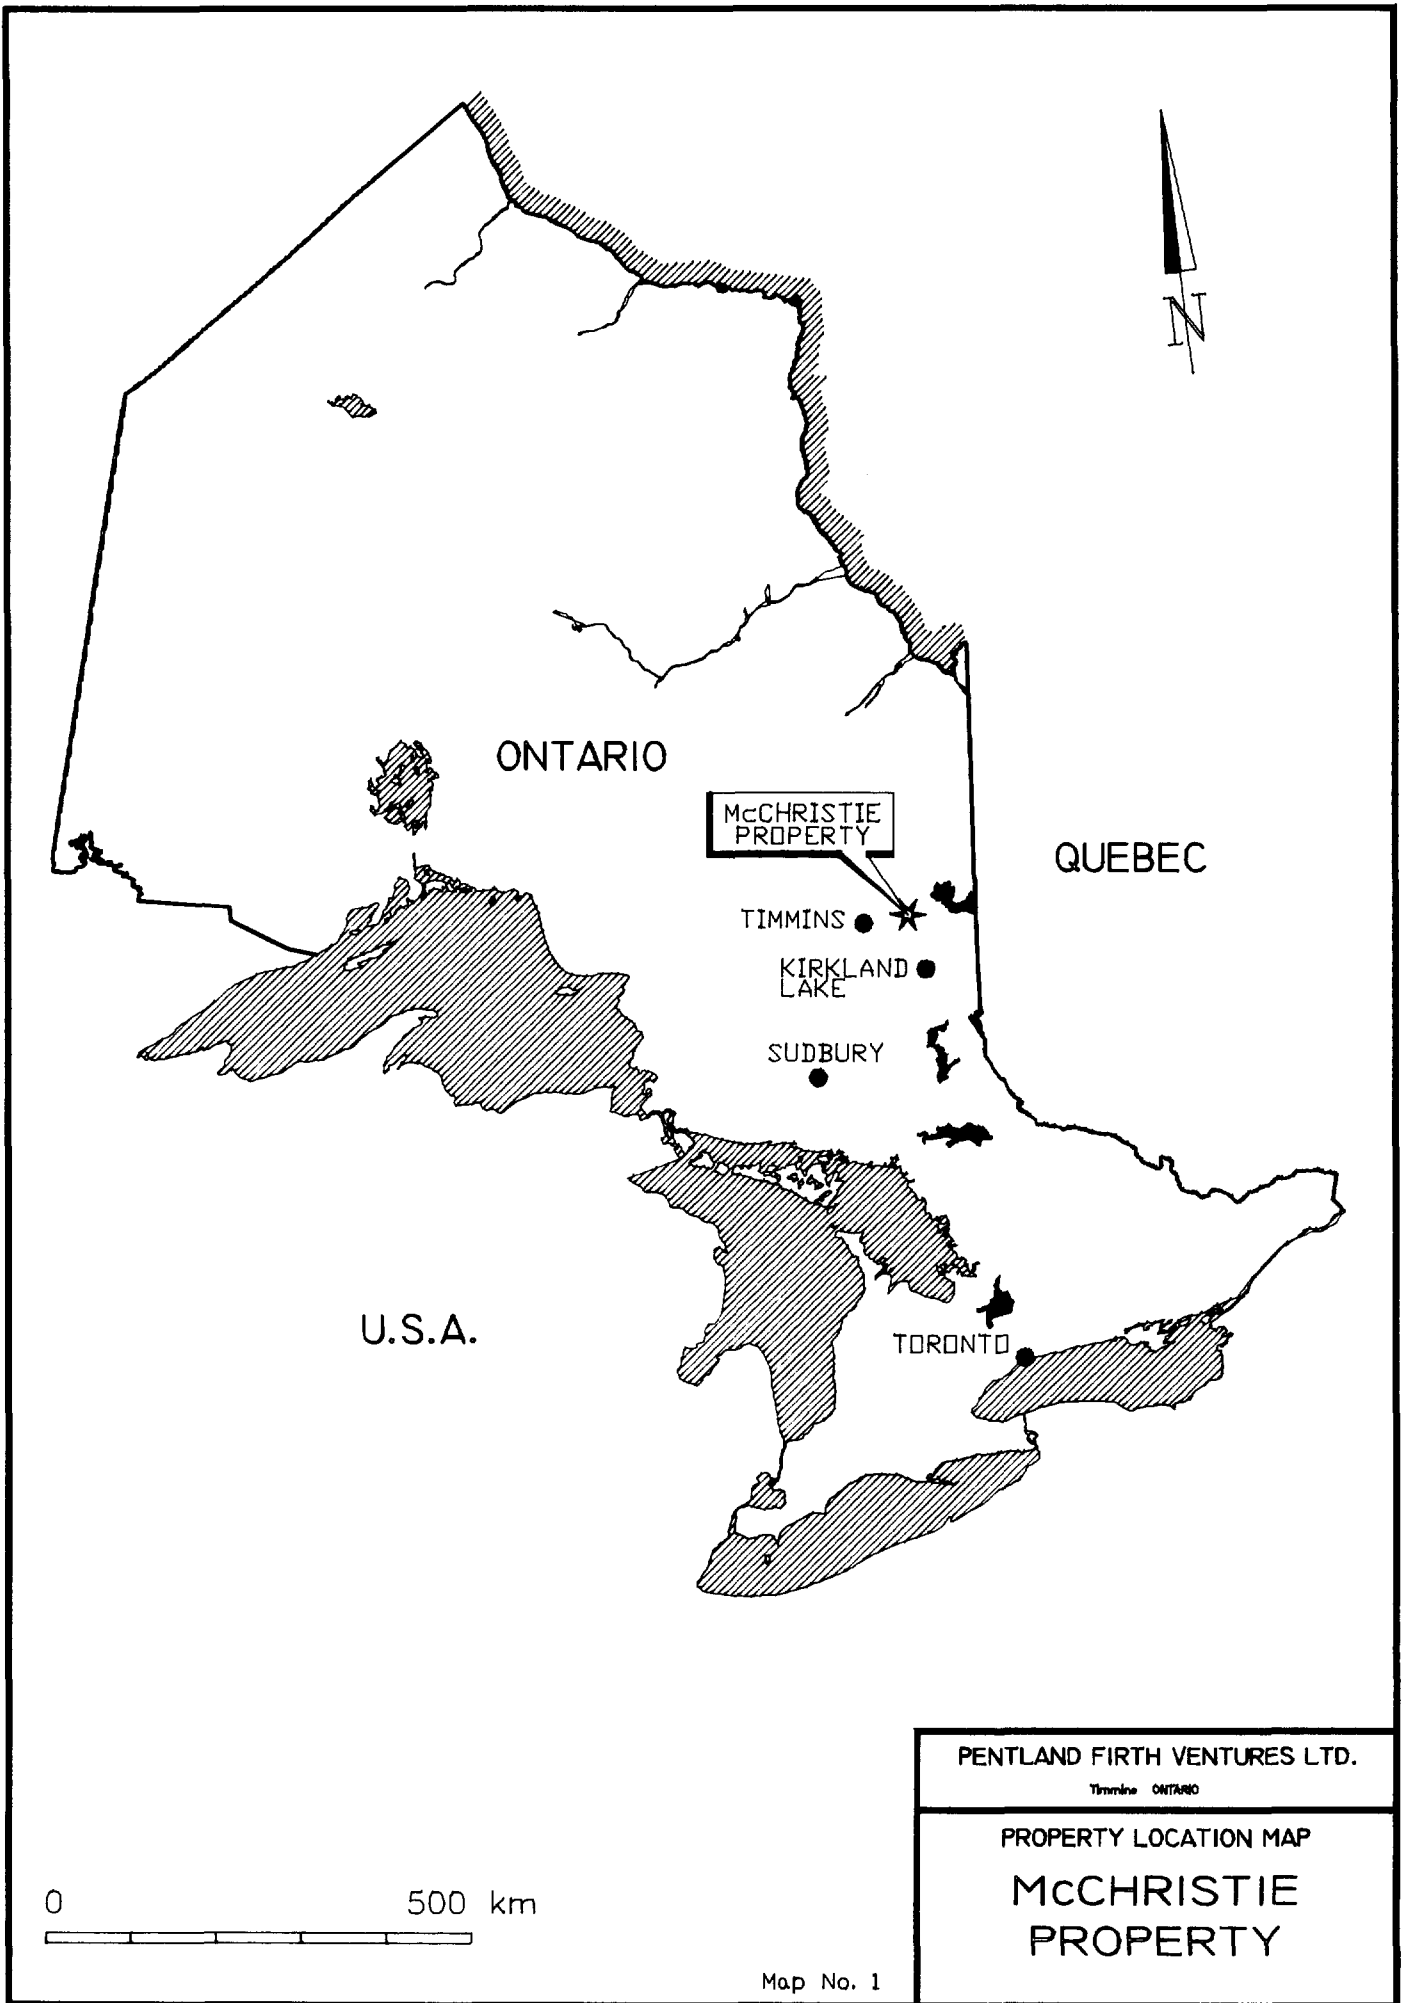 N
ONTARIO
McCHRISTIE
PROPERTY
QUEBEC
TIMMINS
KIRKLAND
LAKE
SUDBURY
U.S.A.
TORONTO
PENTLAND FIRTH VENTURES LTD.
Timmins ONTARIO
PROPERTY LOCATION MAP
McCHRISTIE
PROPERTY
0 500 km
Map No. 1